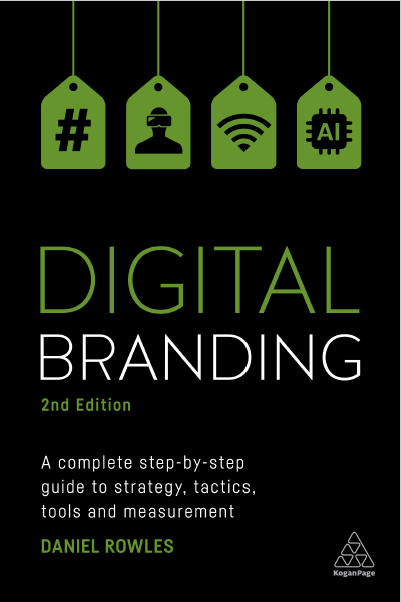 #
AI
DIGITAL
BRANDING
2nd Edition
A complete step-by-step
guide to strategy, tactics,
tools and measurement
DANIEL ROWLES
KoganPage